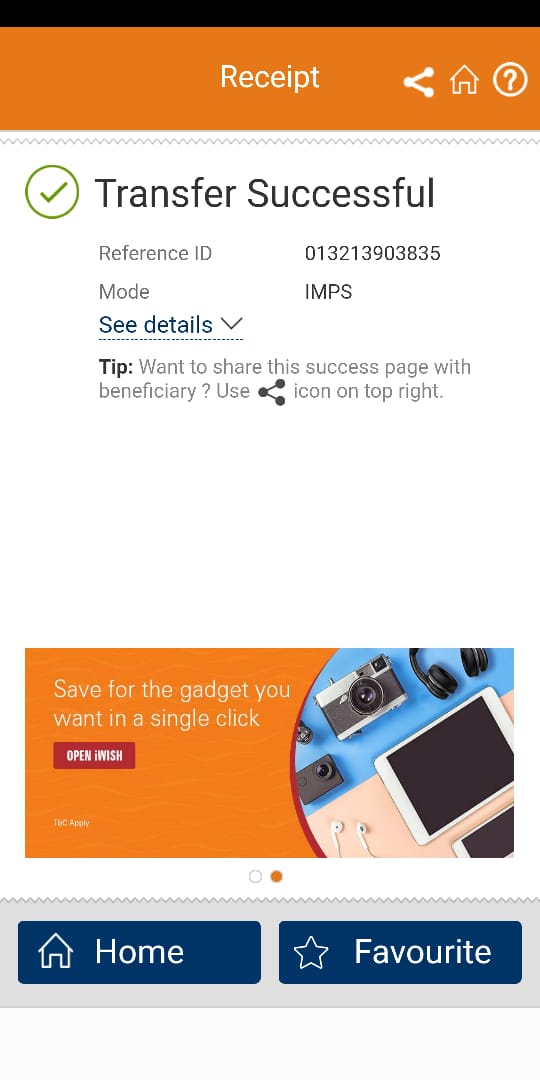 Receipt
Transfer Successful
Reference ID 013213903835
Mode IMPS
See details
Tip: Want to share this success page with
beneficiary ? Use icon on top right.
Save for the gadget you
want in a single click
OPEN iWISH
T&C Apply
Home Favourite